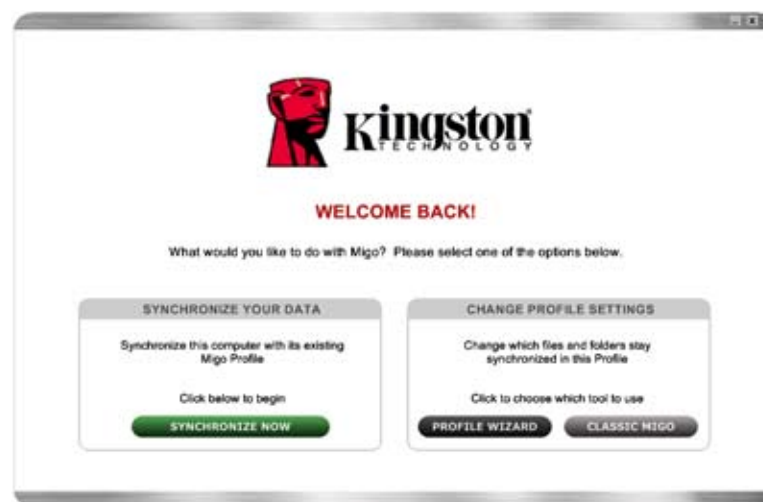 Kingston
TECHNOLOGY
WELCOME BACK!
What would you like to do with Migo? Please select one of the options below.
SYNCHRONIZE YOUR DATA
Synchronize this computer with its existing
Migo Profile
Click below to begin
SYNCHRONIZE NOW
CHANGE PROFILE SETTINGS
Change which files and folders stay
synchronized in this Profile
Click to choose which tool to use
PROFILE WIZARD
CLASSIC MIGO